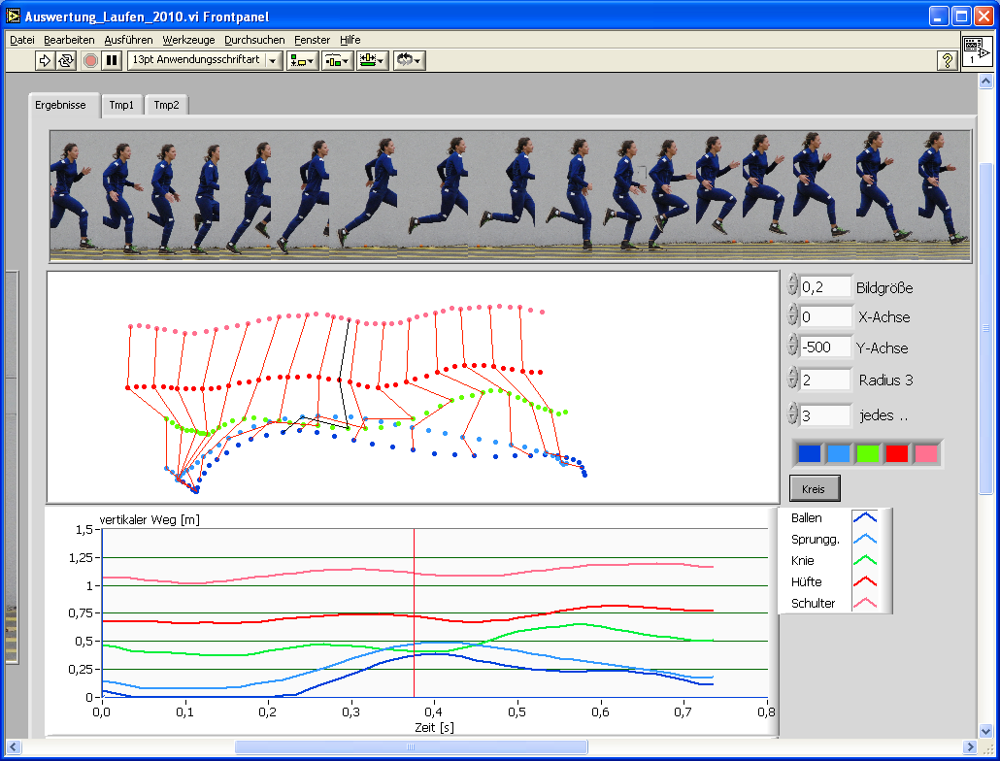 Auswertung_Laufen_2010.vi Frontpanel
Datei Bearbeiten Ausführen Werkzeuge Durchsuchen Fenster Hilfe
13pt Anwendungsschriftart
?
1
Ergebnisse Tmp1 Tmp2
0,2 Bildgröße
0 X-Achse
-500 Y-Achse
2 Radius 3
3 jedes ..
Kreis
vertikaler Weg [m]
1,5
1,25
1
0,75
0,5
0,25
0
0,0 0,1 0,2 0,3 0,4 0,5 0,6 0,7 0,8
Zeit [s]
Ballen
Sprungg.
Knie
Hüfte
Schulter